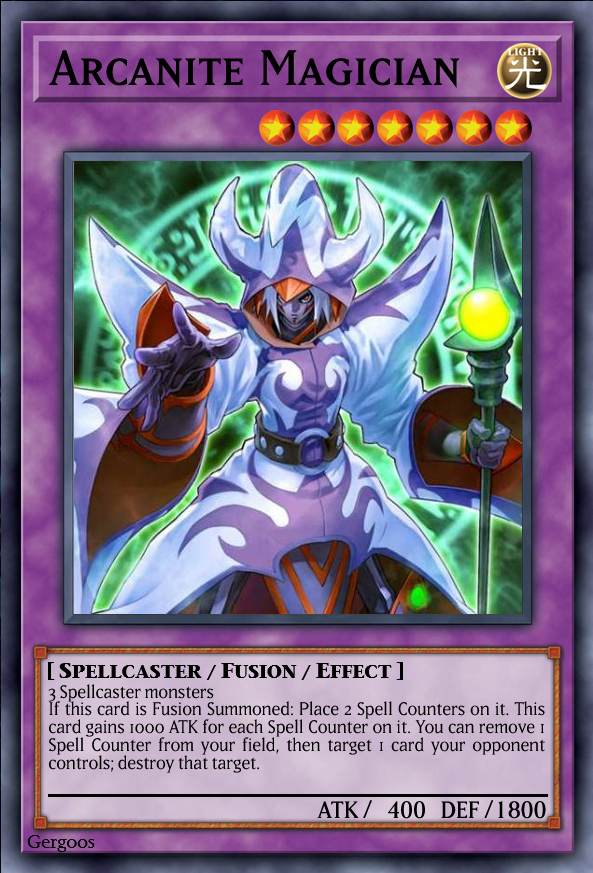 ARCANITE MAGICIAN
LIGHT
光
[ SPELLCASTER / FUSION / EFFECT ]
3 Spellcaster monsters
If this card is Fusion Summoned: Place 2 Spell Counters on it. This
card gains 1000 ATK for each Spell Counter on it. You can remove 1
Spell Counter from your field, then target 1 card your opponent
controls; destroy that target.
ATK / 400 DEF /1800
Gergoos